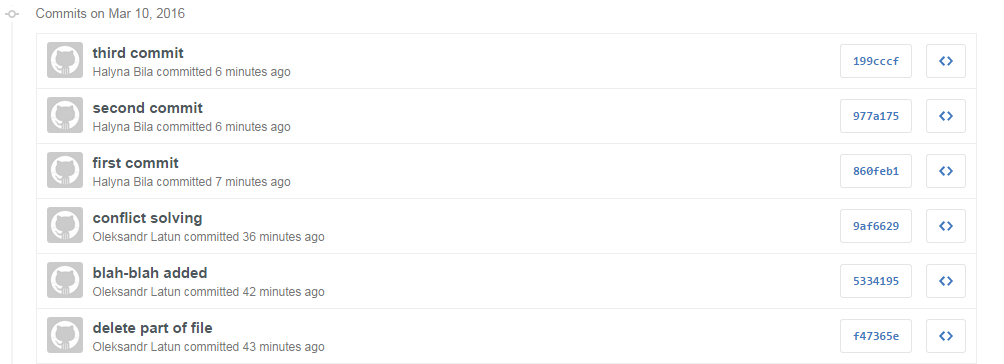 Commits on Mar 10, 2016
third commit
Halyna Bila committed 6 minutes ago
199cccf
second commit
Halyna Bila committed 6 minutes ago
977a175
first commit
Halyna Bila committed 7 minutes ago
860feb1
conflict solving
Oleksandr Latun committed 36 minutes ago
9af6629
blah-blah added
Oleksandr Latun committed 42 minutes ago
5334195
delete part of file
Oleksandr Latun committed 43 minutes ago
f47365e